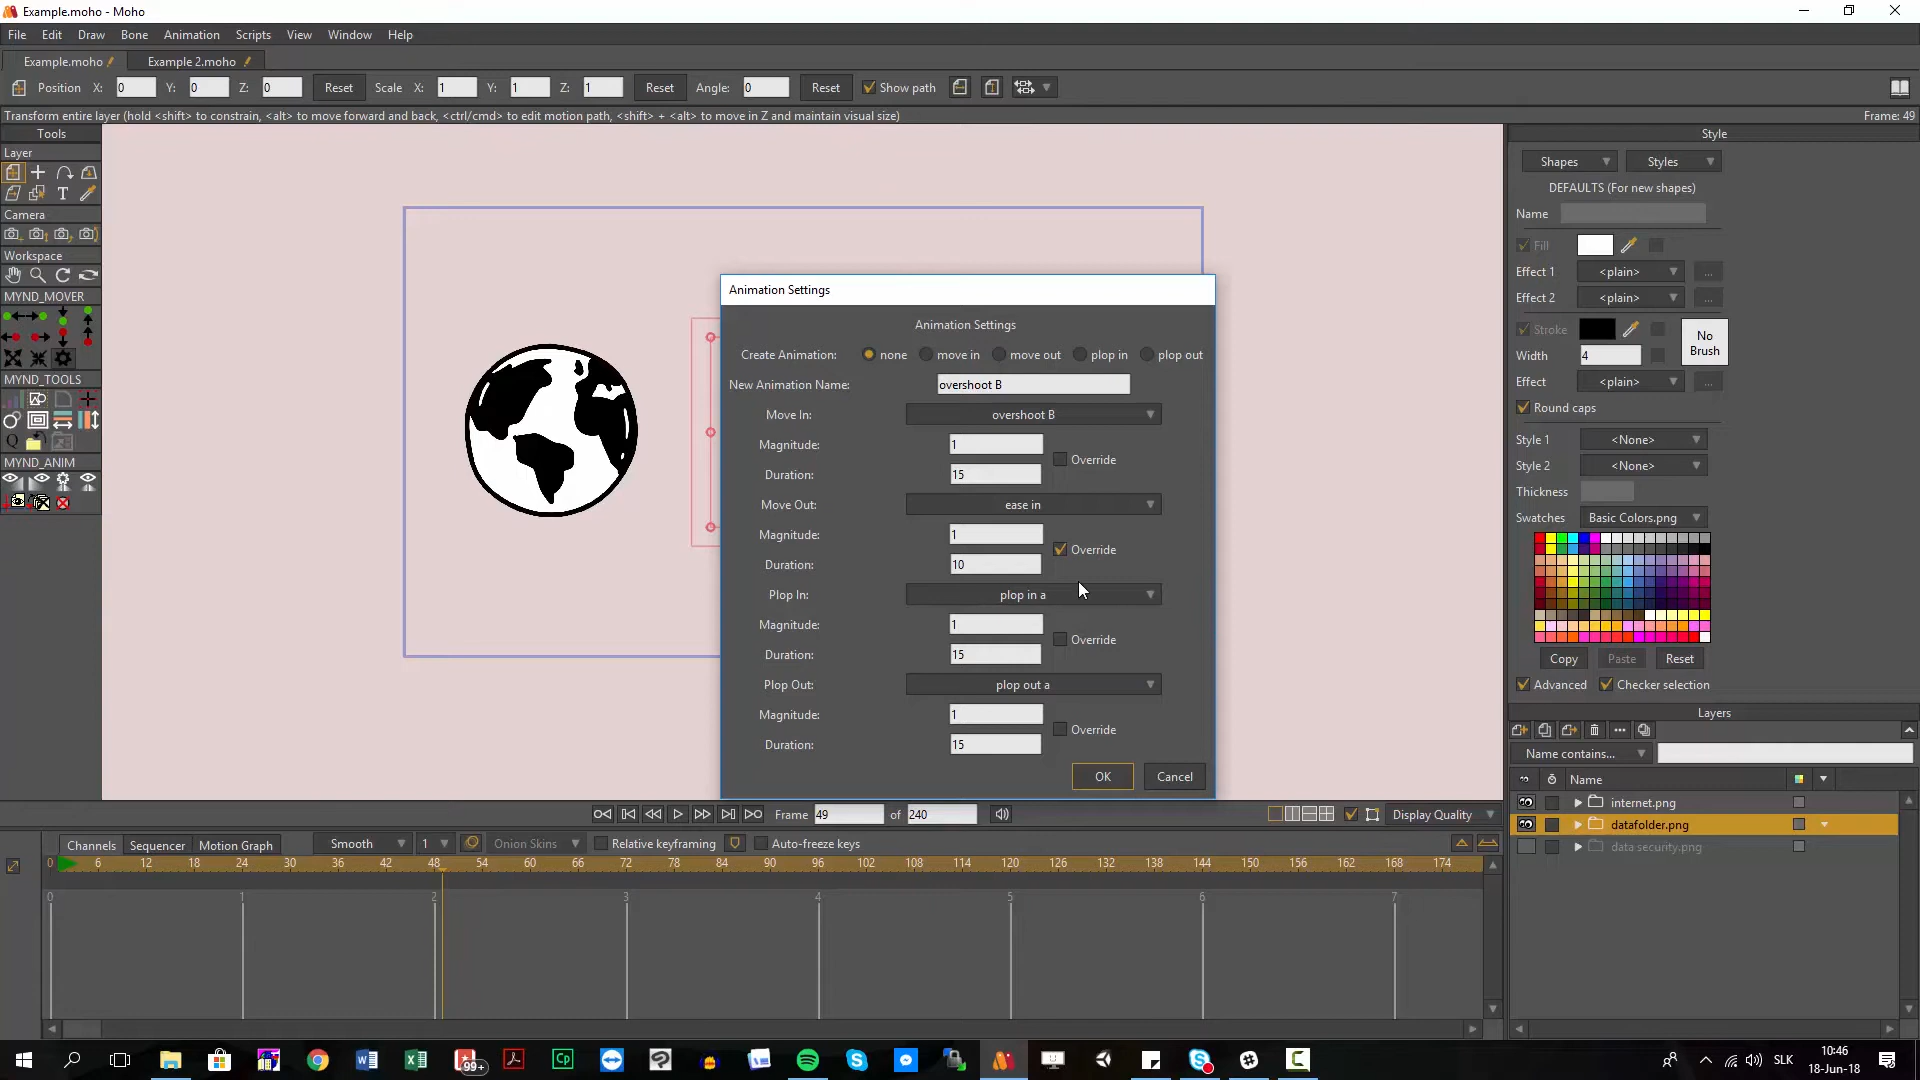 Example.moho - Moho
File Edit Draw Bone Animation Scripts View Window Help
Example.moho Example 2.moho
Position X: 0 Y: 0 Z: 0 Reset Scale X: 1 Y: 1 Z: 1 Reset Angle: 0 Reset Show path
Transform entire layer (hold <shift> to constrain, <alt> to move forward and back, <ctrl/cmd> to edit motion path, <shift> + <alt> to move in Z and maintain visual size) Frame: 49
Tools
Layer
T
Camera
Workspace
MYND_MOVER
MYND_TOOLS
Q
MYND_ANIM
Animation Settings
Animation Settings
Create Animation: none move in move out plop in plop out
New Animation Name: overshoot B
Move In: overshoot B
Magnitude: 1
Override
Duration: 15
Move Out: ease in
Magnitude: 1
Override
Duration: 10
Plop In: plop in a
Magnitude: 1
Override
Duration: 15
Plop Out: plop out a
Magnitude: 1
Override
Duration: 15
OK Cancel
Style
Shapes Styles
DEFAULTS (For new shapes)
Name
Fill
Effect 1 <plain> ...
Effect 2 <plain> ...
Stroke
No Brush
Width 4
Effect <plain> ...
Round caps
Style 1 <None>
Style 2 <None>
Thickness
Swatches Basic Colors.png
Copy Paste Reset
Advanced Checker selection
Layers
Name contains...
Name
internet.png
datafolder.png
data security.png
Frame 49 of 240 Display Quality
Channels Sequencer Motion Graph Smooth 1 Onion Skins Relative keyframing Auto-freeze keys
0 6 12 18 24 30 36 42 48 54 60 66 72 78 84 90 96 102 108 114 120 126 132 138 144 150 156 162 168 174
0 1 2 3 4 5 6 7
99+ Cp SLK
10:46
18-Jun-18